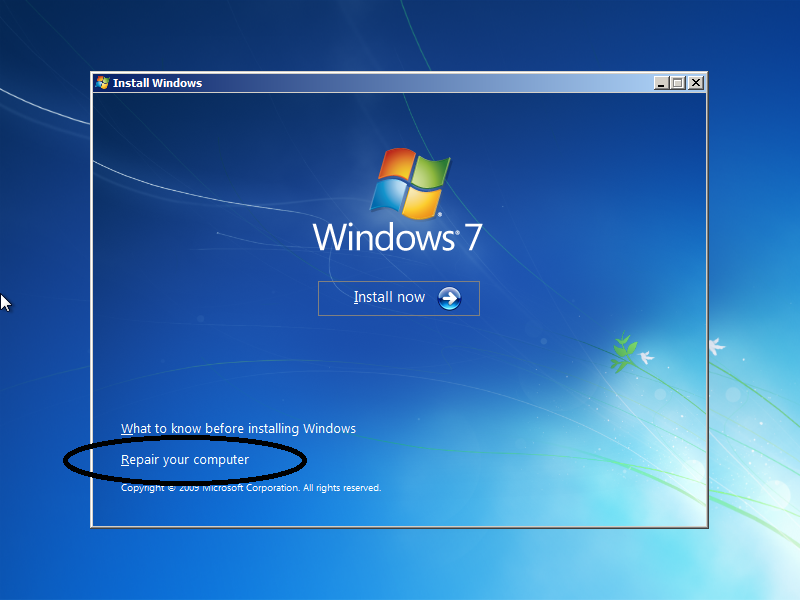 Install Windows
Windows® 7
Install now
What to know before installing Windows
Repair your computer
Copyright © 2009 Microsoft Corporation. All rights reserved.